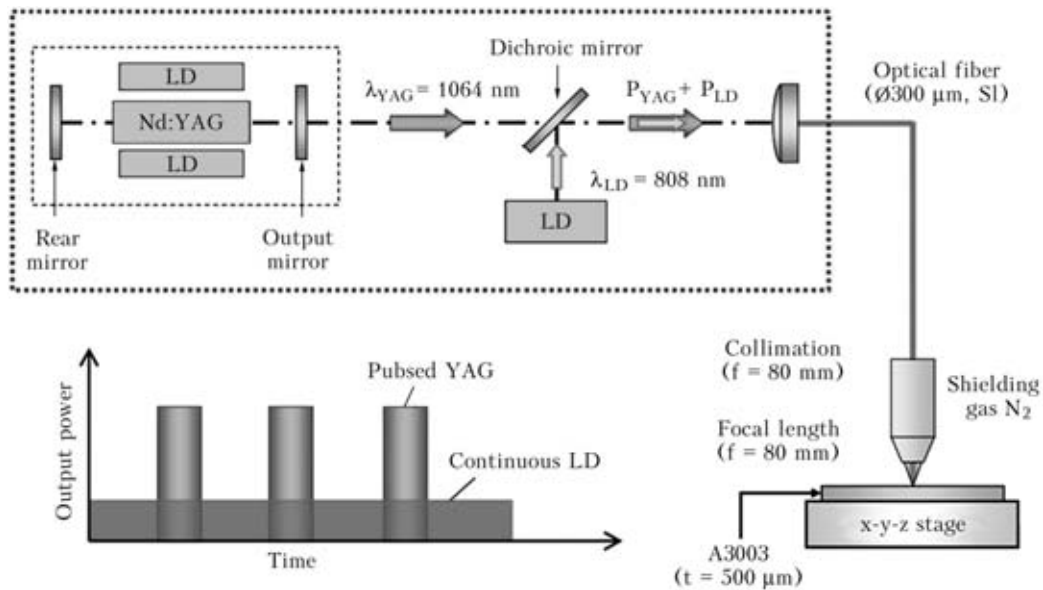 Dichroic mirror
LD
λYAG = 1064 nm
PYAG + PLD
Optical fiber
(Ø300 μm, SI)
Nd:YAG
LD
λLD = 808 nm
LD
Rear
mirror
Output
mirror
Collimation
(f = 80 mm)
Shielding
gas N2
Pubsed YAG
Focal length
(f = 80 mm)
Continuous LD
Output power
x-y-z stage
Time
A3003
(t = 500 μm)